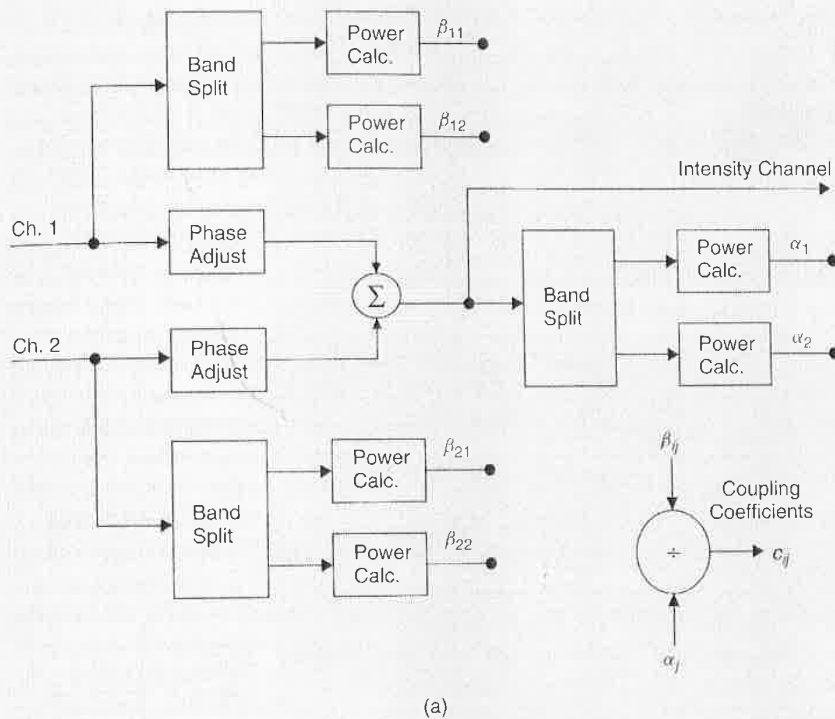 Band
Split
Power
Calc.
β11
Power
Calc.
β12
Intensity Channel
Ch. 1
Phase
Adjust
Σ
Band
Split
Power
Calc.
α1
Ch. 2
Phase
Adjust
Power
Calc.
α2
Band
Split
Power
Calc.
β21
Power
Calc.
β22
βij
Coupling
Coefficients
÷
cij
αj
(a)